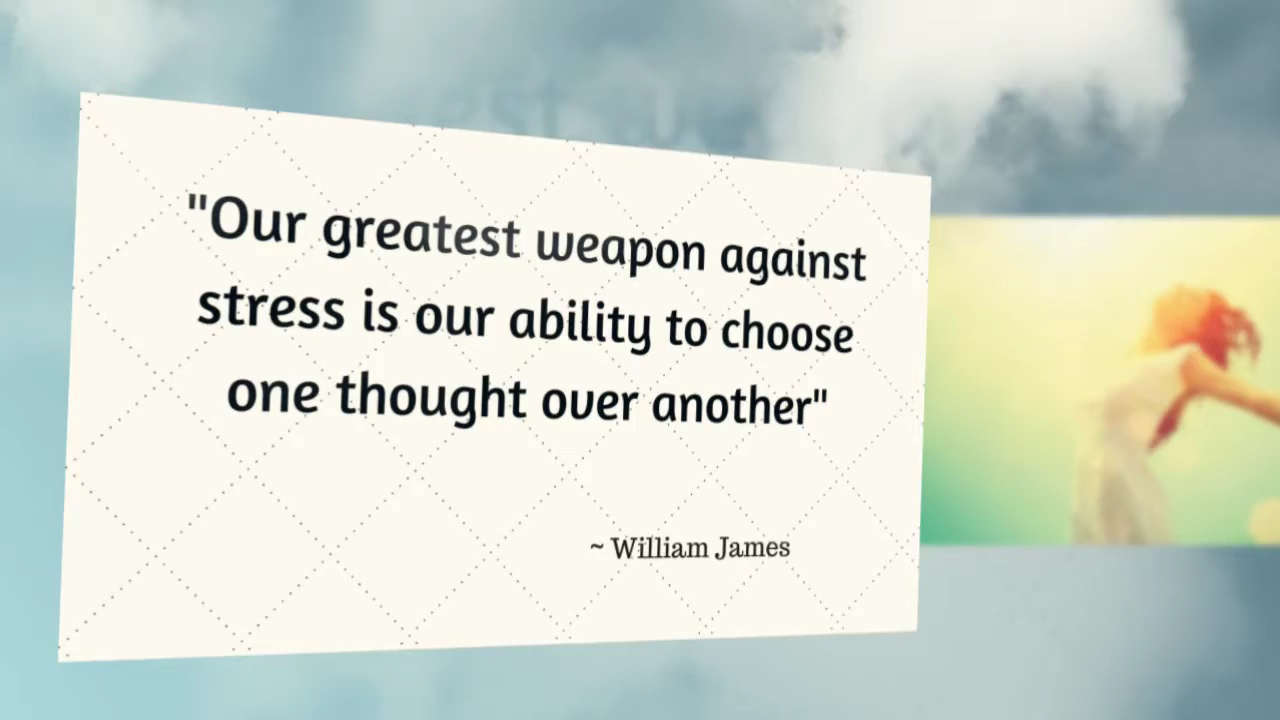 "Our greatest weapon against
stress is our ability to choose
one thought over another"
~ William James